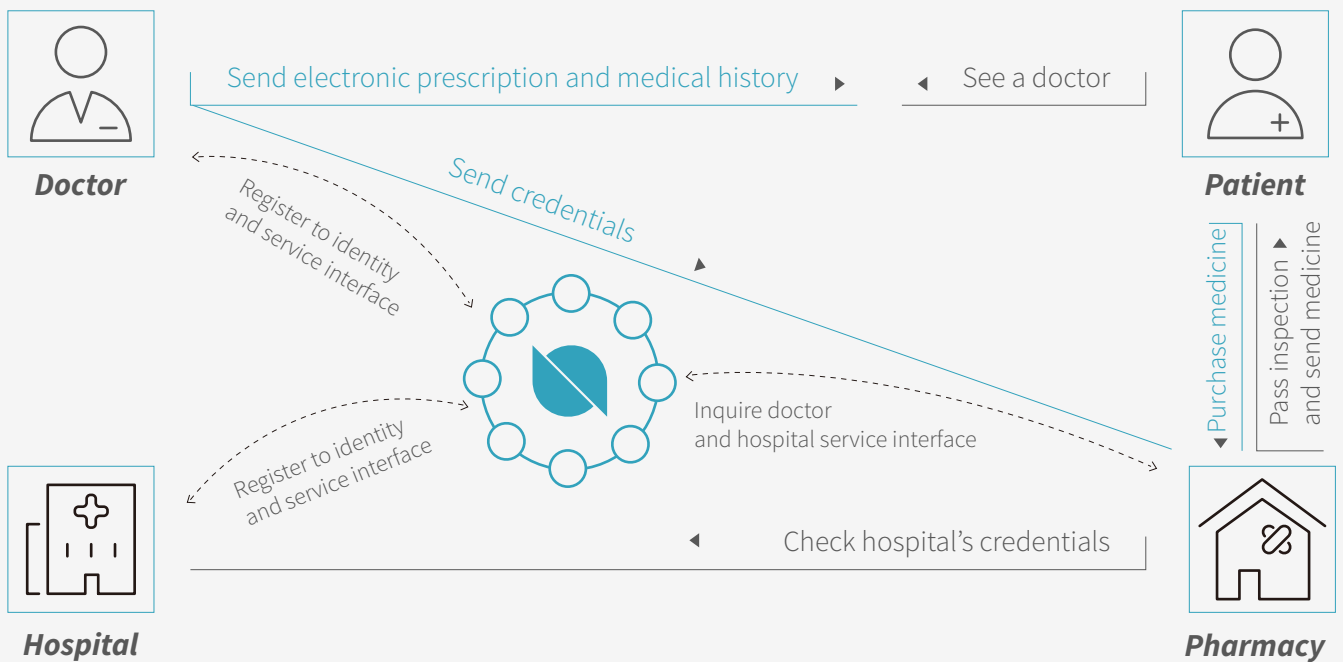 Send electronic prescription and medical history
See a doctor
Doctor
Patient
Send credentials
Register to identity
and service interface
Purchase medicine
Pass inspection
and send medicine
Inquire doctor
and hospital service interface
Register to identity
and service interface
Check hospital’s credentials
Hospital
Pharmacy